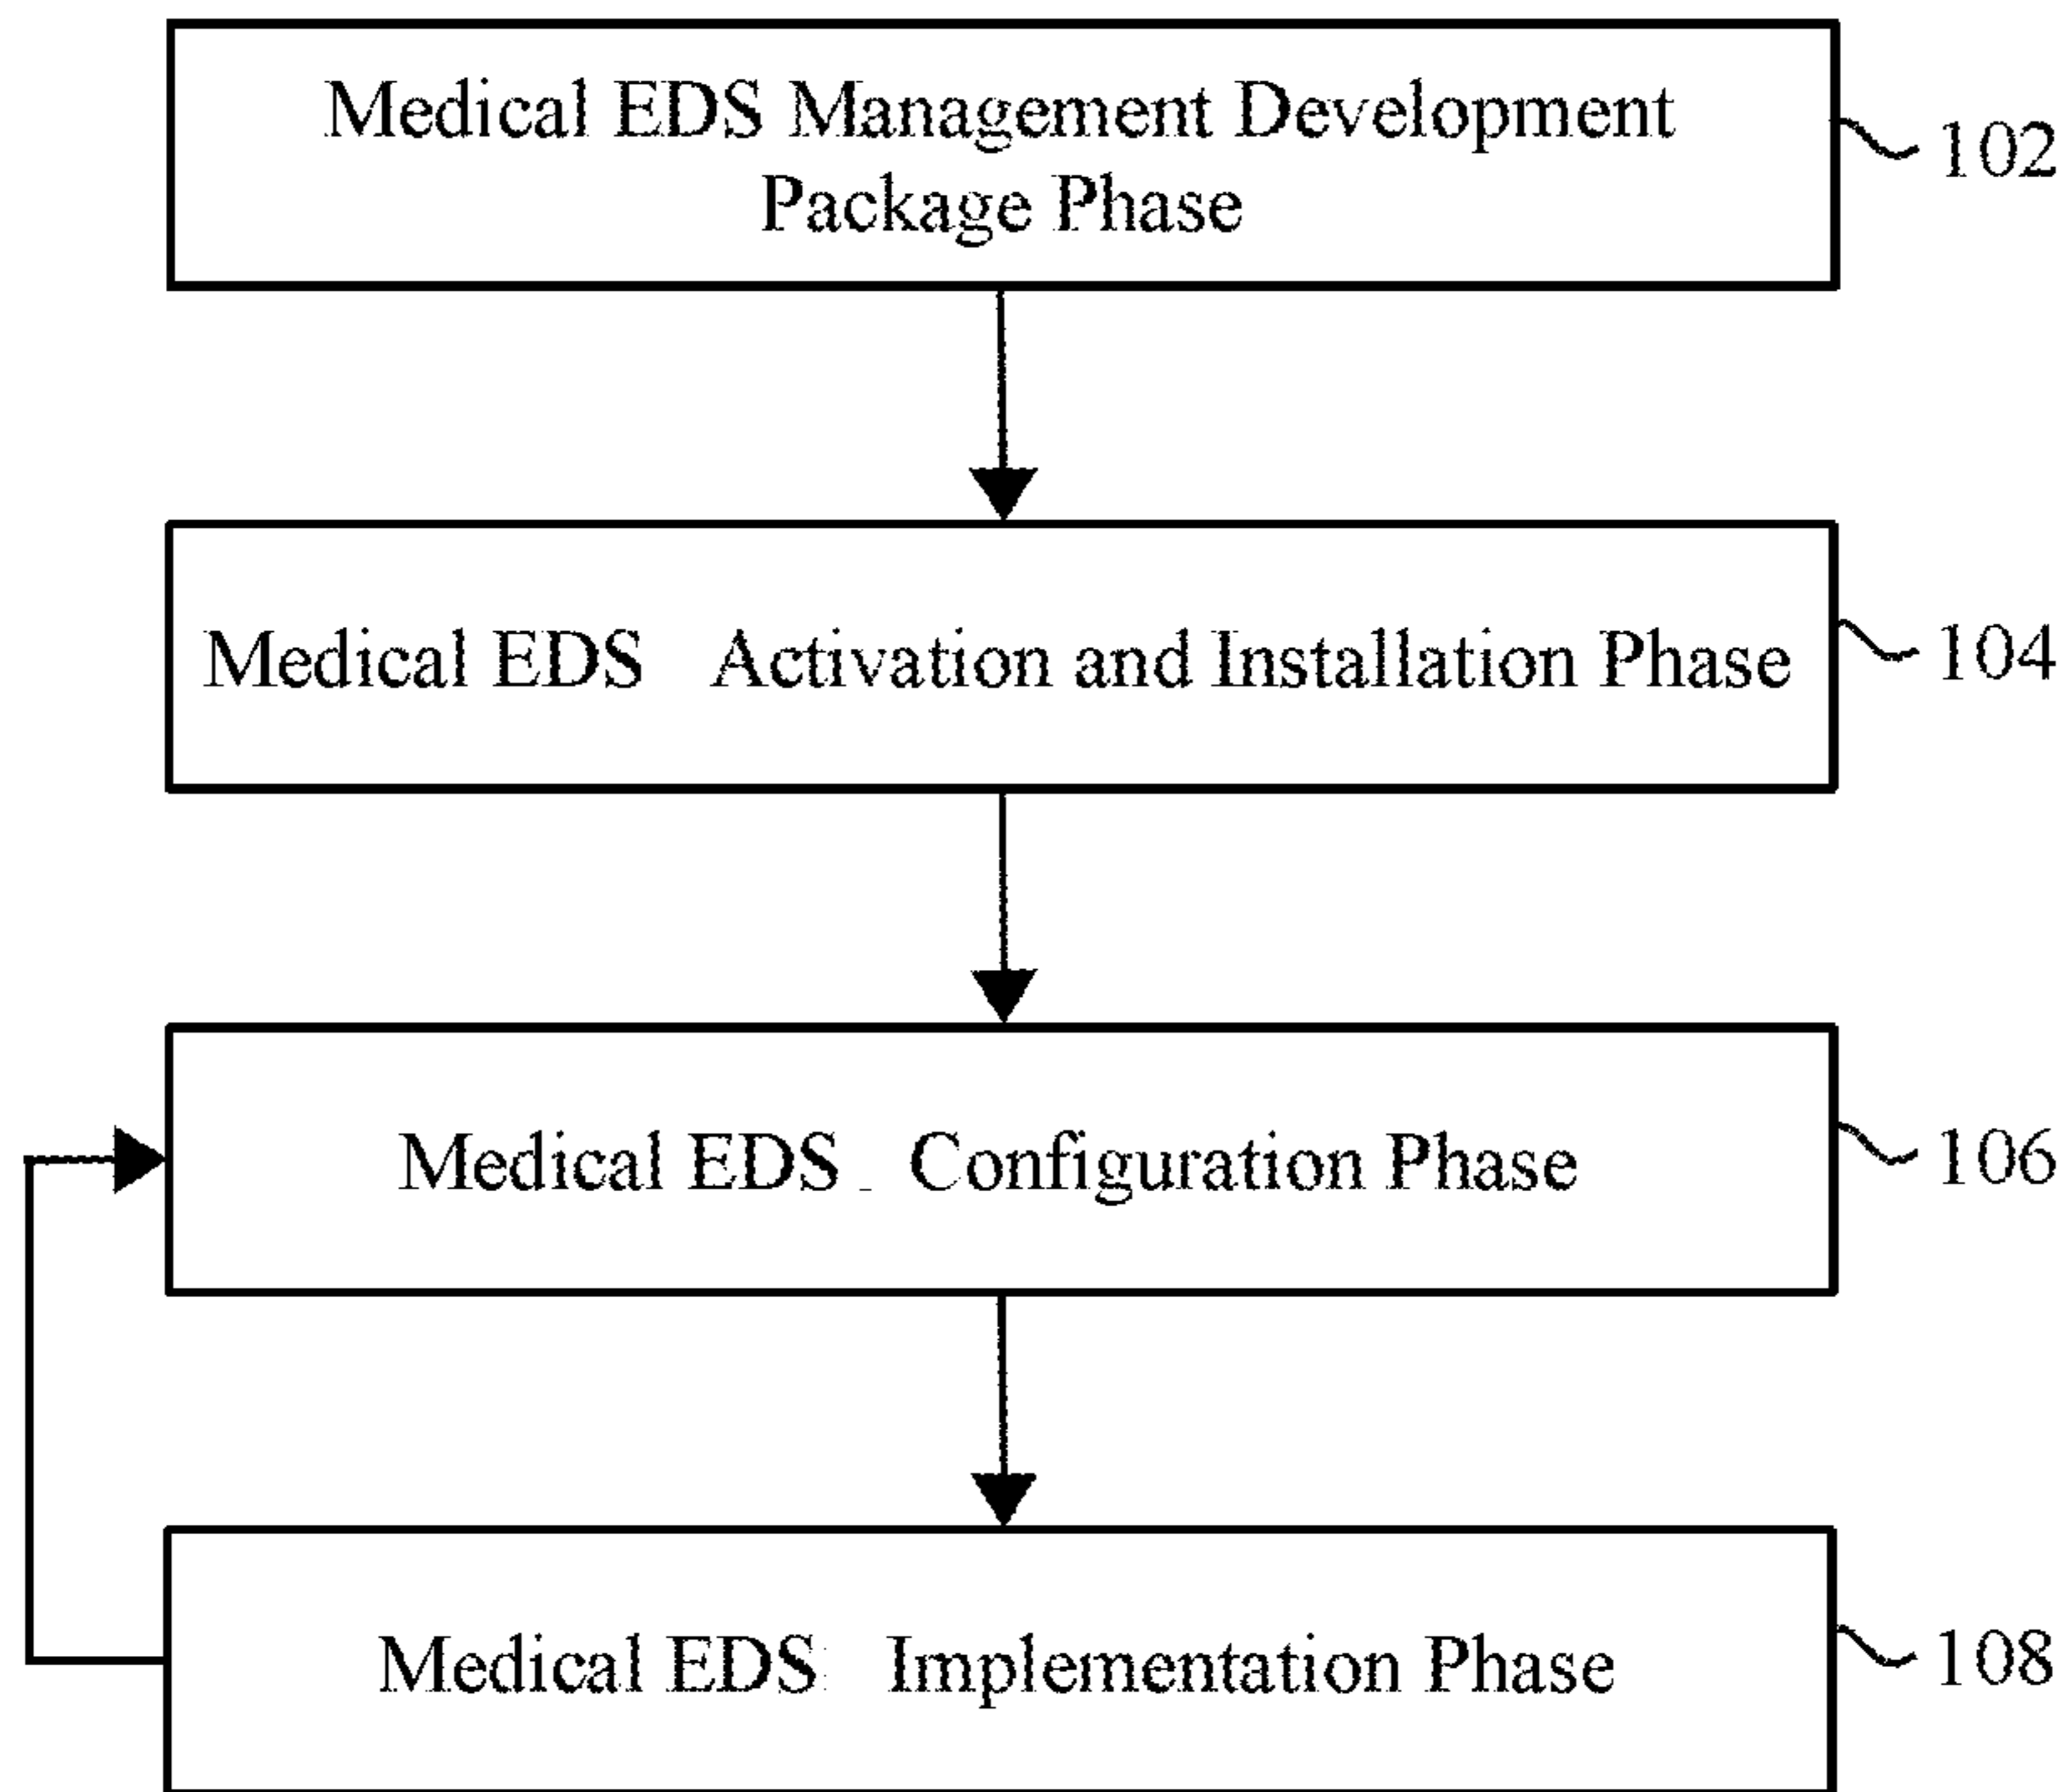 Medical EDS Management Development
Package Phase
102
Medical EDS Activation and Installation Phase
104
Medical EDS Configuration Phase
106
Medical EDS Implementation Phase
108